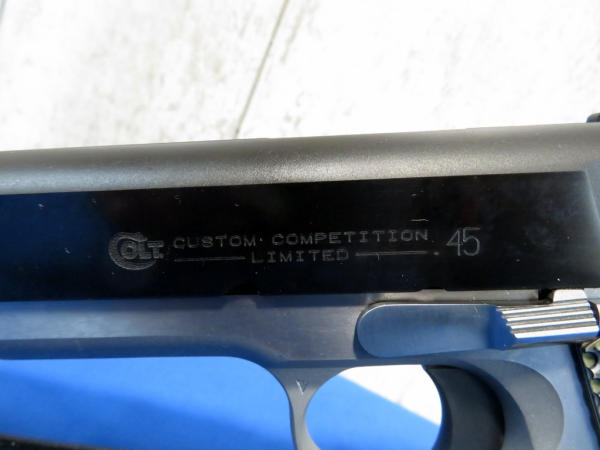 COLT CUSTOM COMPETITION
LIMITED .45
V